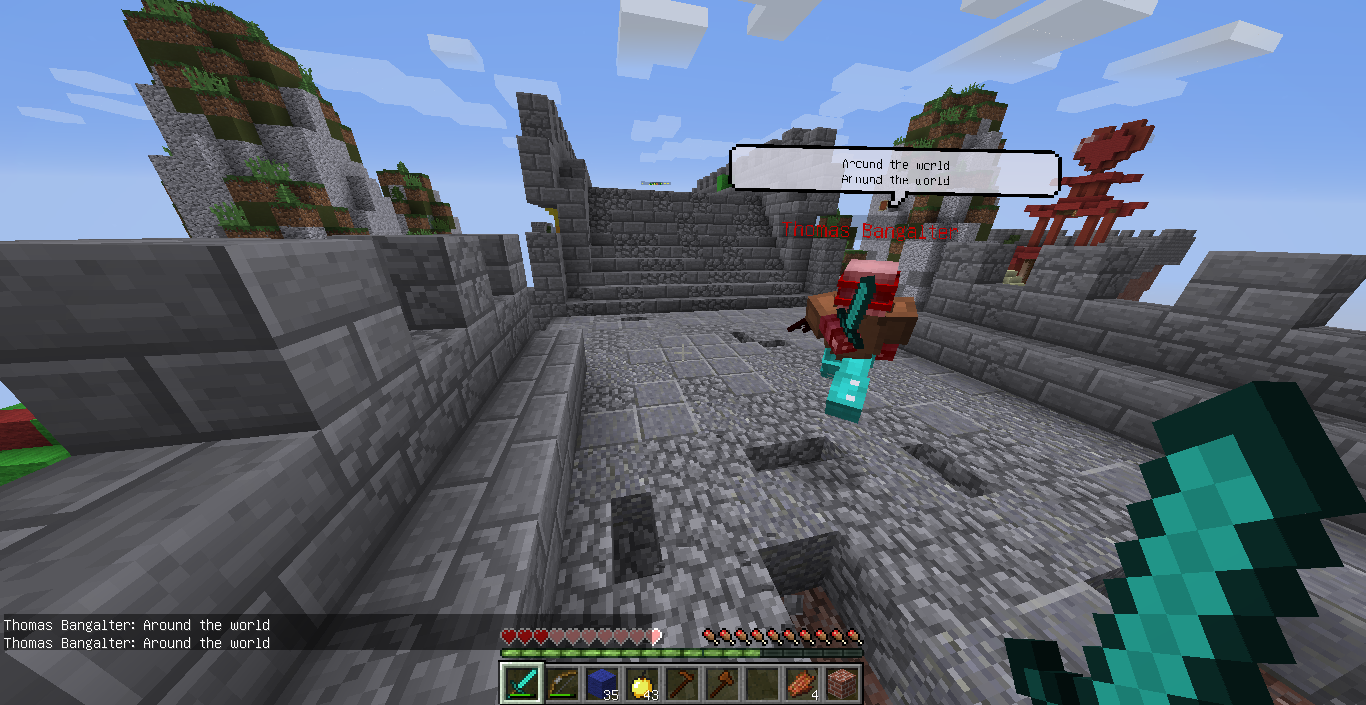 Around the world
Around the world
Thomas Bangalter
Thomas Bangalter: Around the world
Thomas Bangalter: Around the world
35
43
4